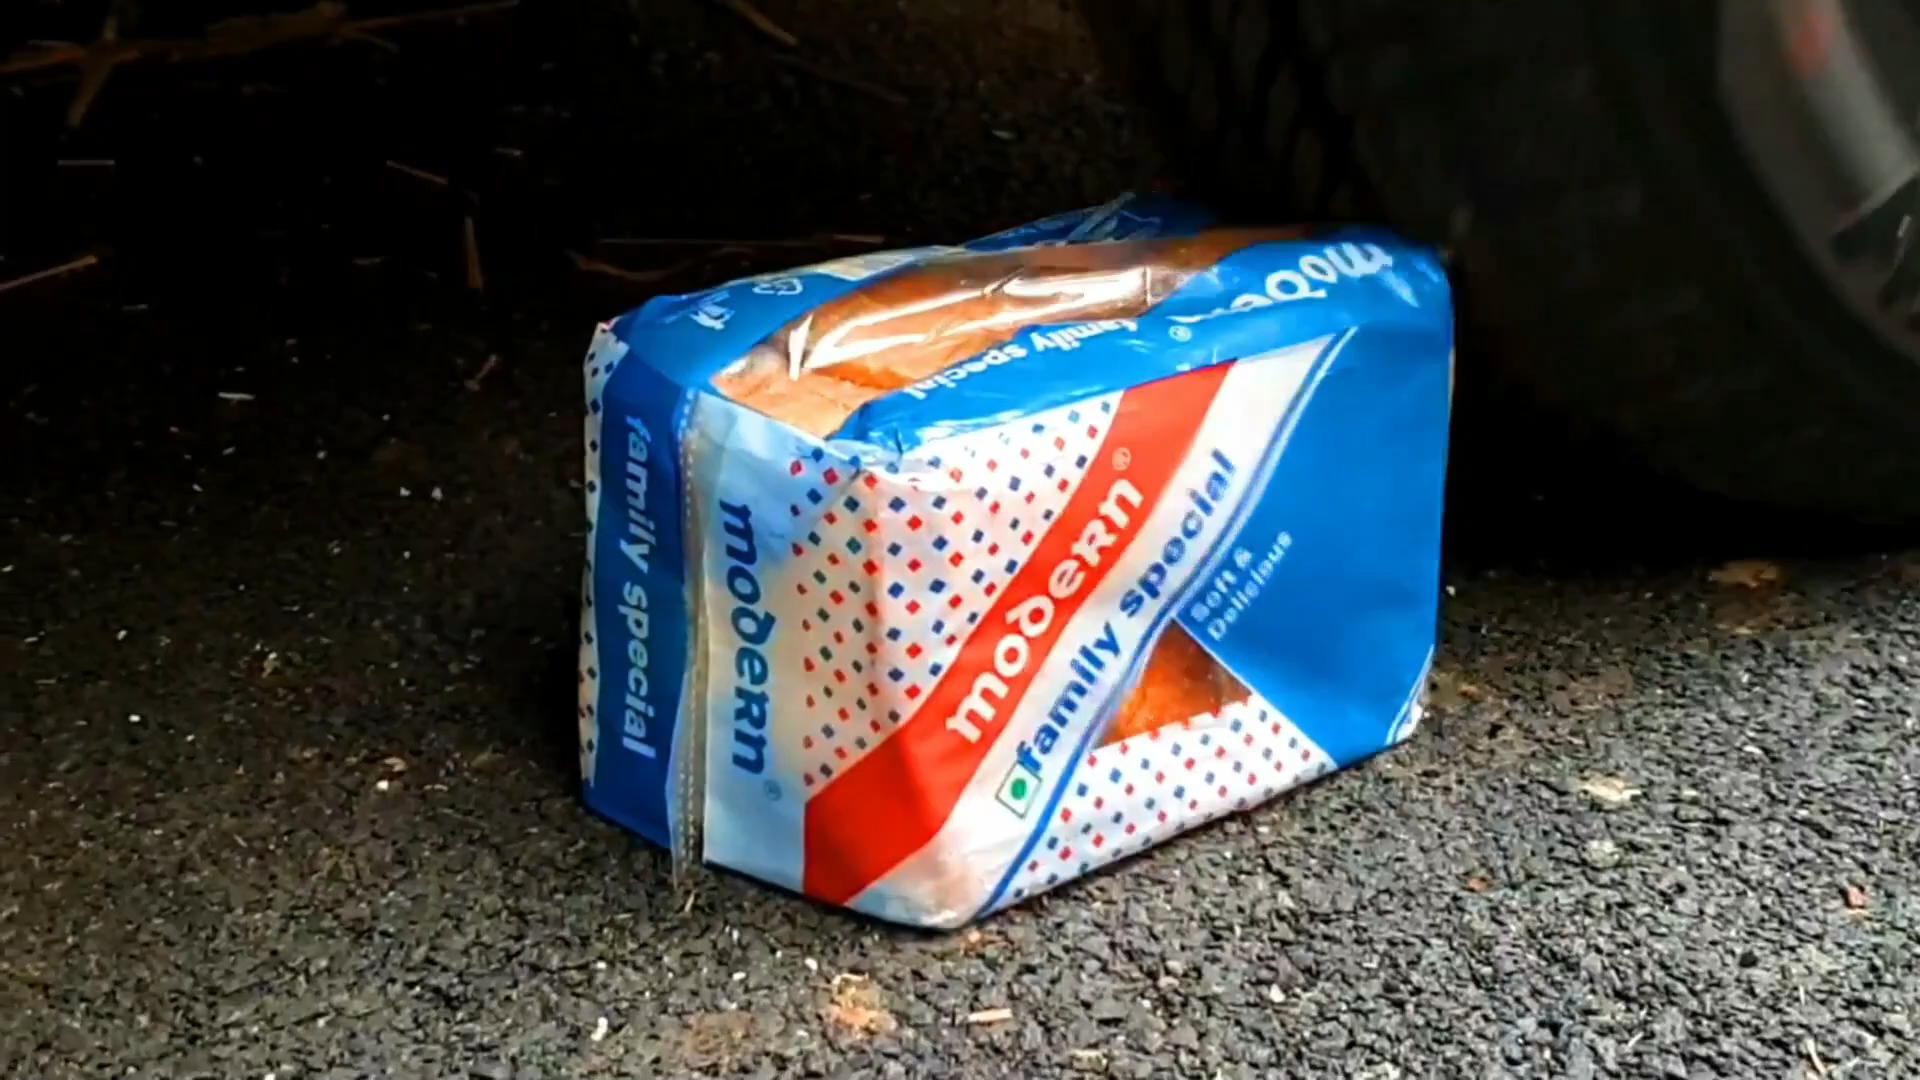 modern
family special
family special
modern®
modern®
family special
Soft &
Delicious